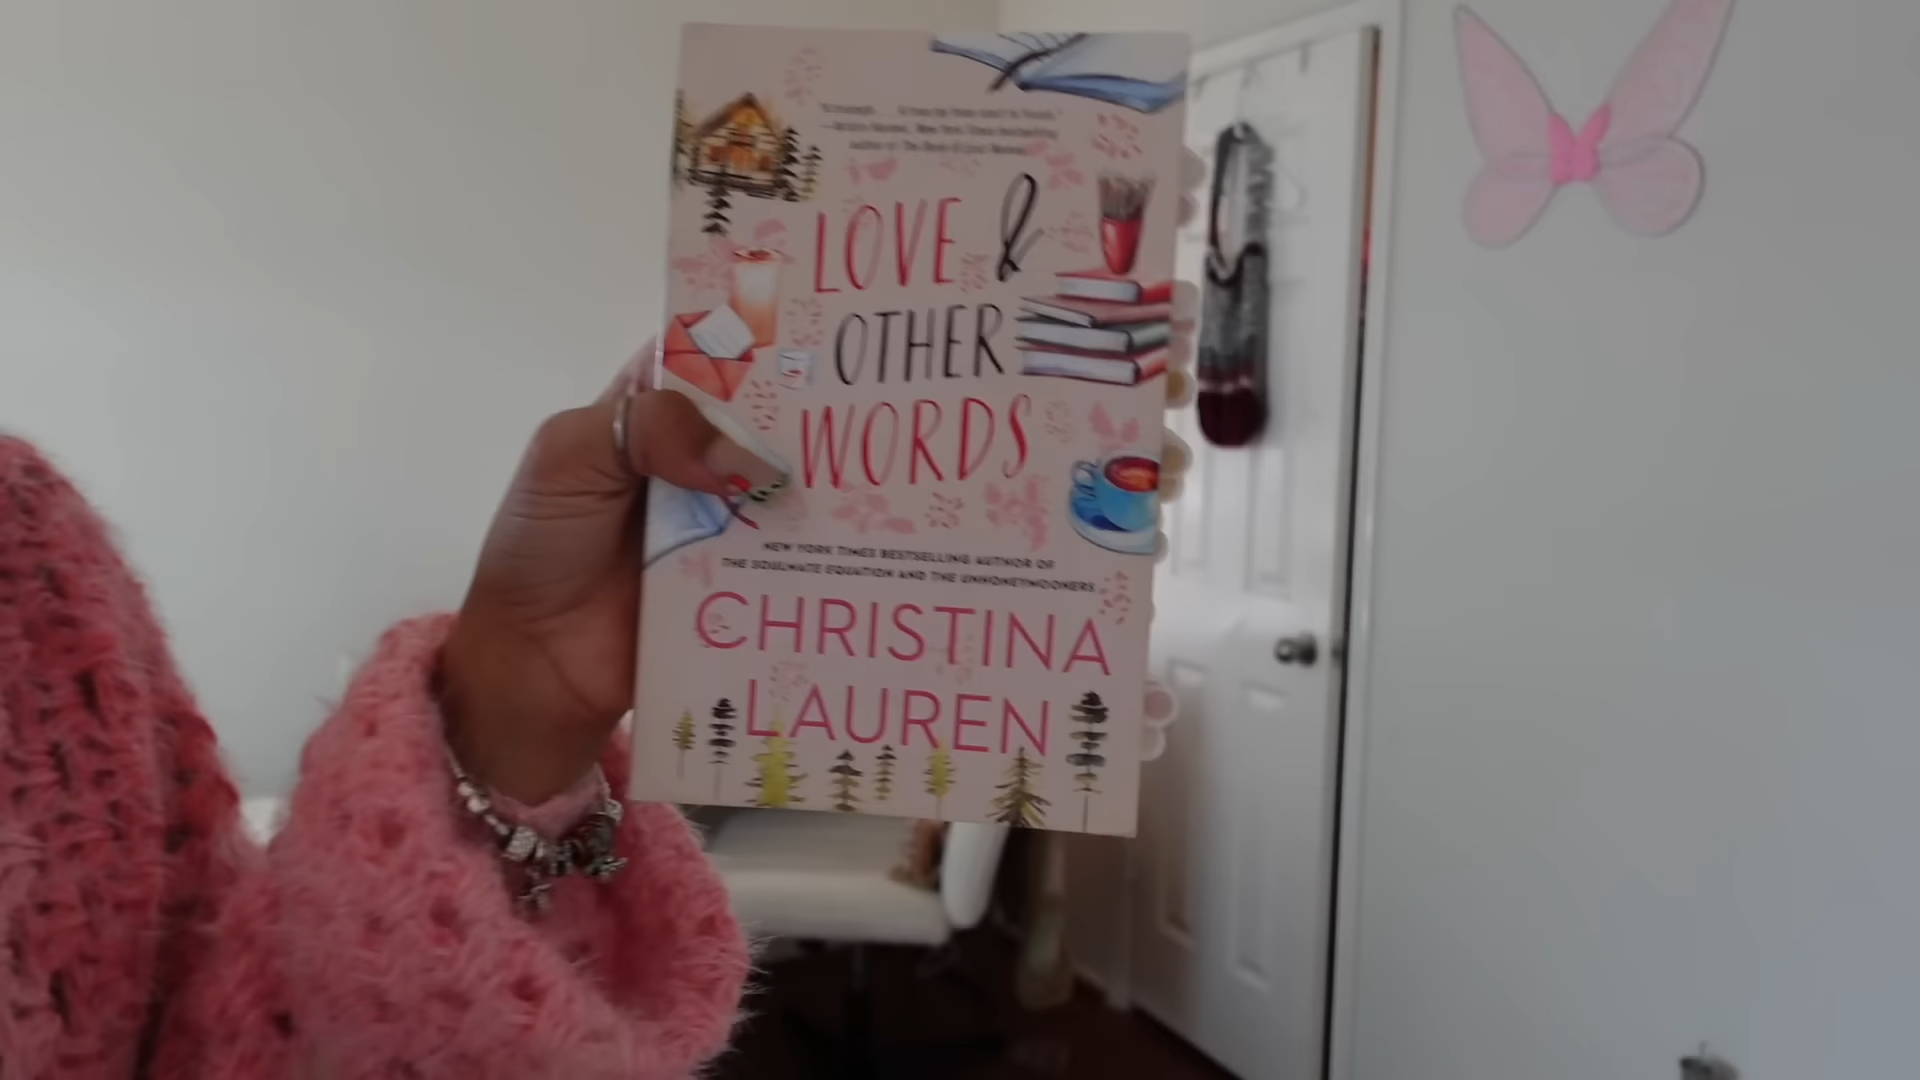 LOVE &
OTHER
WORDS
NEW YORK TIMES BESTSELLING AUTHOR OF
THE SOULMATE EQUATION AND THE UNHONEYMOONERS
CHRISTINA
LAUREN